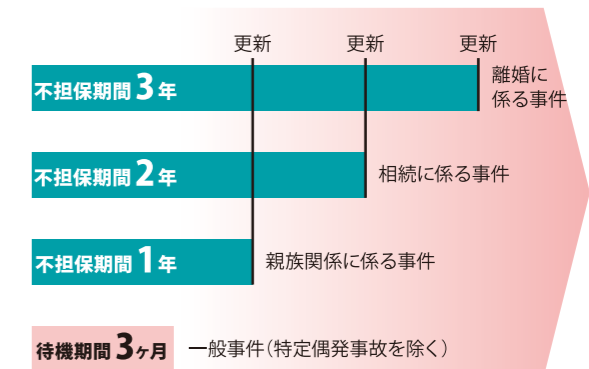 更新 更新 更新
不担保期間3年
離婚に
係る事件
不担保期間2年
相続に係る事件
不担保期間1年
親族関係に係る事件
待機期間3ヶ月
一般事件(特定偶発事故を除く)